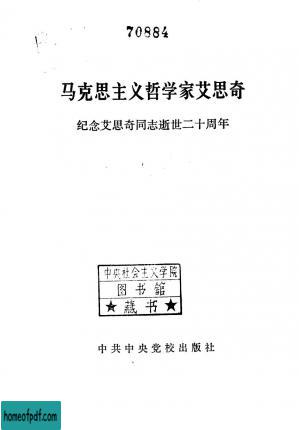 70884
马克思主义哲学家艾思奇
纪念艾思奇同志逝世二十周年
中央社会主义学院
图书馆
★藏书★
中共中央党校出版社
homeofpdf.com